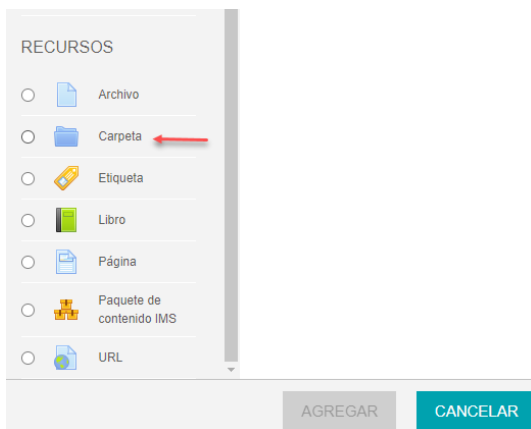 RECURSOS
Archivo
Carpeta
Etiqueta
Libro
Página
Paquete de
contenido IMS
URL
AGREGAR
CANCELAR